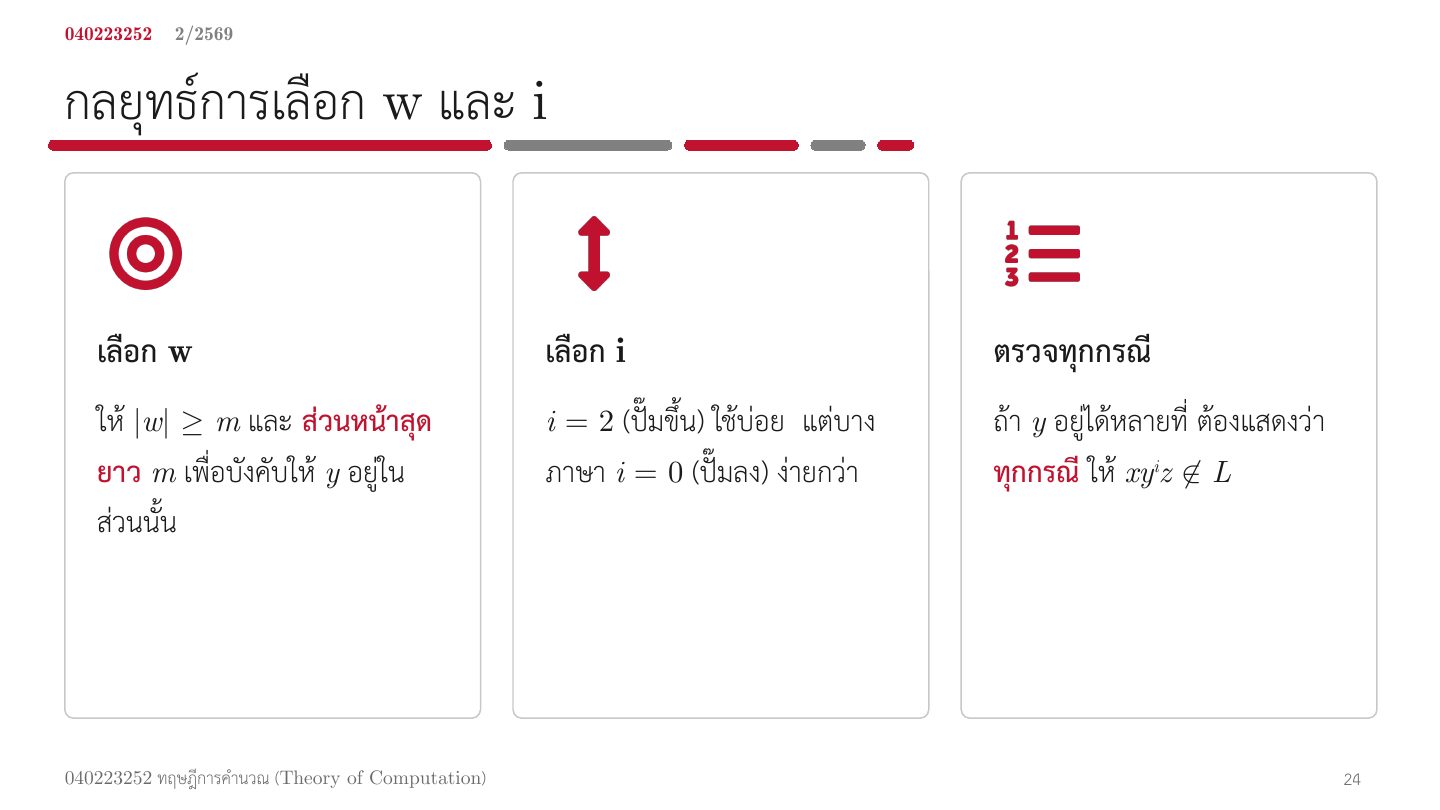 040223252 2/2569
กลยุทธ์การเลือก w และ i
เลือก w
ให้ |w| ≥ m และ ส่วนหน้าสุด
ยาว m เพื่อบังคับให้ y อยู่ใน
ส่วนนั้น
เลือก i
i = 2 (ปั๊มขึ้น) ใช้บ่อย แต่บาง
ภาษา i = 0 (ปั๊มลง) ง่ายกว่า
1
2
3
ตรวจทุกกรณี
ถ้า y อยู่ได้หลายที่ ต้องแสดงว่า
ทุกกรณี ให้ xyⁱz ∉ L
040223252 ทฤษฎีการคำนวณ (Theory of Computation)
24